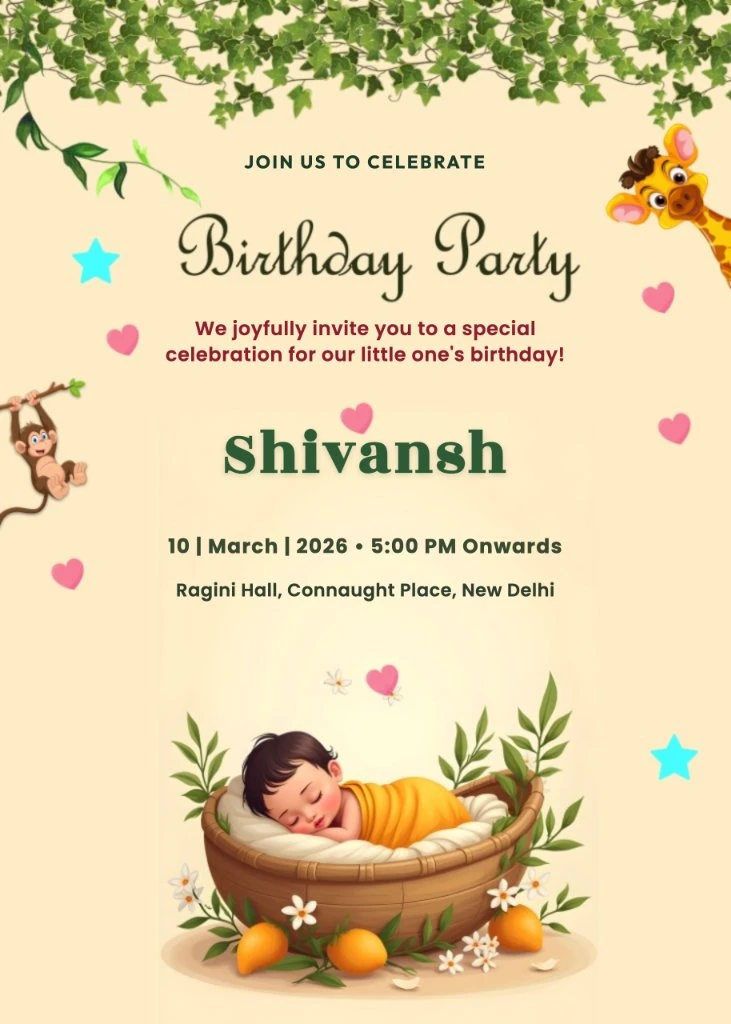 JOIN US TO CELEBRATE
Birthday Party
We joyfully invite you to a special
celebration for our little one's birthday!
Shivansh
10 | March | 2026 • 5:00 PM Onwards
Ragini Hall, Connaught Place, New Delhi